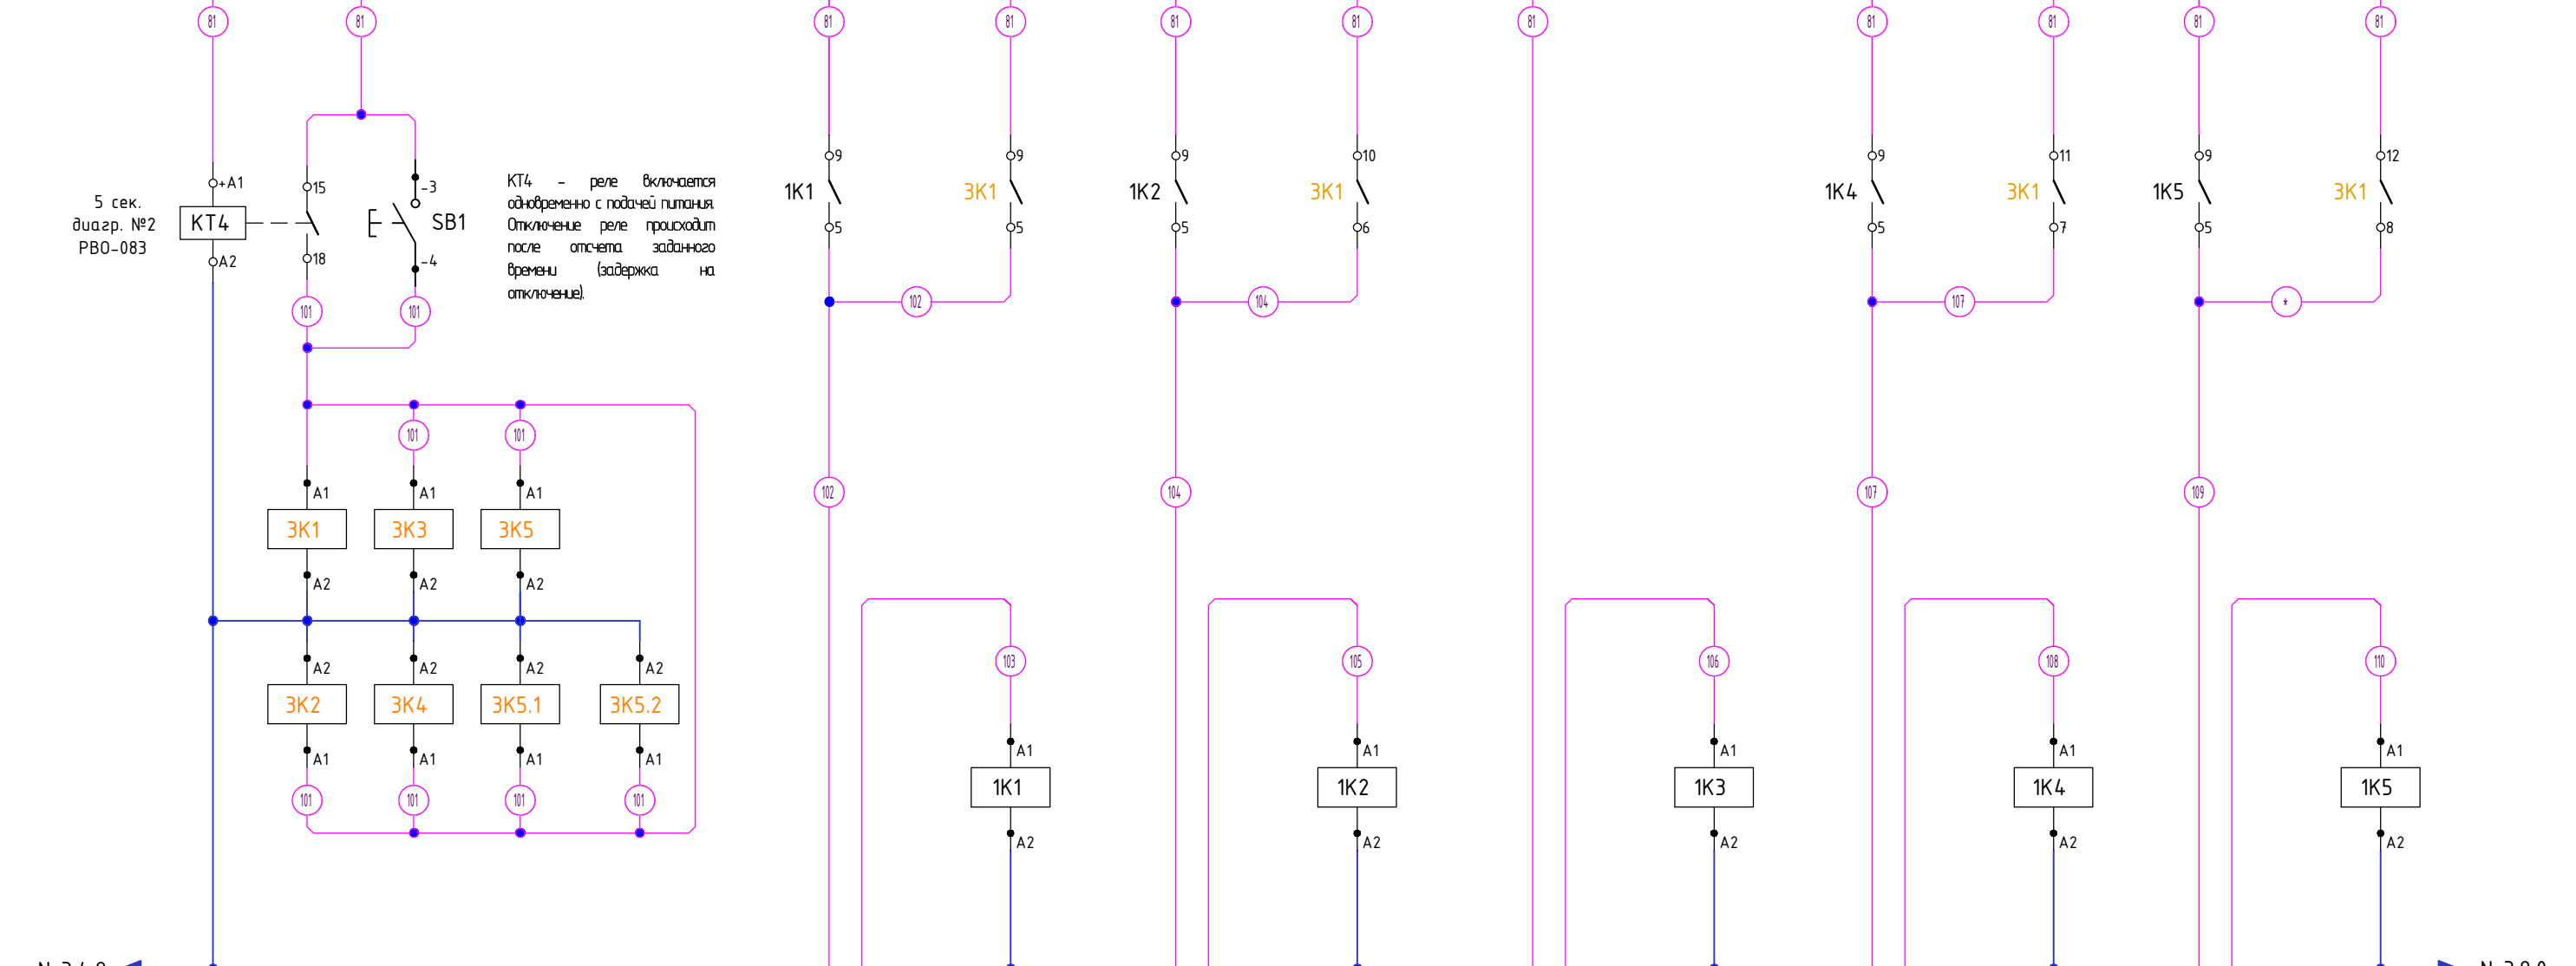 81 81 81 81 81 81 81 81 81 81 81
+A1
5 сек.
диагр. №2
РВО-083
КТ4
A2
15
18
-3
SB1
-4
КТ4 - реле включается
одновременно с подачей питания.
Отключение реле происходит
после отсчета заданного
времени (задержка на
отключение).
101 101
9 9 9 10 9 11 9 12
1К1 3К1 1К2 3К1 1К4 3К1 1К5 3К1
5 5 5 6 5 7 5 8
102 104 107 *
101 101
102 104 107 109
A1 A1 A1
3К1 3К3 3К5
A2 A2 A2
A2 A2 A2 A2
3К2 3К4 3К5.1 3К5.2
A1 A1 A1 A1
101 101 101 101
103 105 106 108 110
A1 A1 A1 A1 A1
1К1 1К2 1К3 1К4 1К5
A2 A2 A2 A2 A2